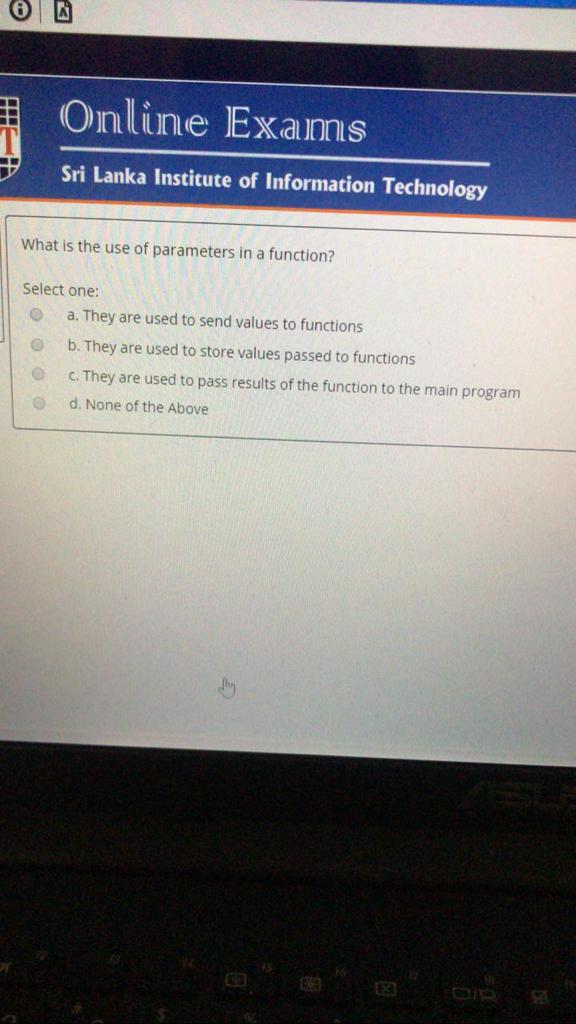 T
Online Exams
Sri Lanka Institute of Information Technology
What is the use of parameters in a function?
Select one:
a. They are used to send values to functions
b. They are used to store values passed to functions
c. They are used to pass results of the function to the main program
d. None of the Above
ASUS